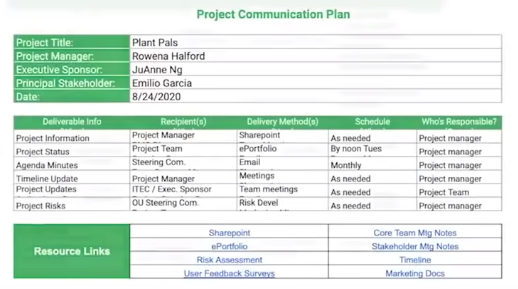 Project Communication Plan
Project Title: Plant Pals
Project Manager: Rowena Halford
Executive Sponsor: JuAnne Ng
Principal Stakeholder: Emilio Garcia
Date: 8/24/2020
Deliverable Info Recipient(s) Delivery Method(s) Schedule Who's Responsible?
Project Information Project Manager Sharepoint As needed Project manager
Project Status Project Team ePortfolio By noon Tues Project manager
Agenda Minutes Steering Com. Email Monthly Project manager
Timeline Update Project Manager Meetings As needed Project manager
Project Updates ITEC / Exec. Sponsor Team meetings As needed Project Team
Project Risks OU Steering Com. Risk Devel As needed Project manager
Resource Links
Sharepoint Core Team Mtg Notes
ePortfolio Stakeholder Mtg Notes
Risk Assessment Timeline
User Feedback Surveys Marketing Docs